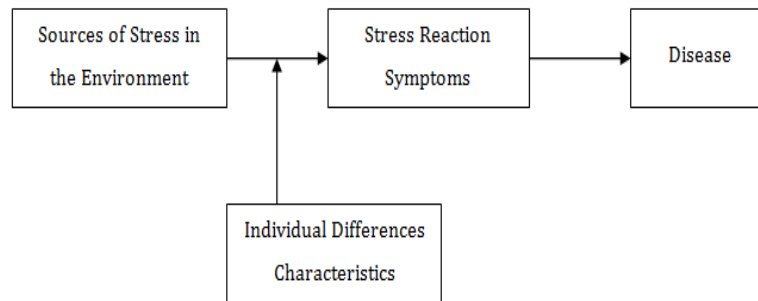 Sources of Stress in
the Environment
Stress Reaction
Symptoms
Disease
Individual Differences
Characteristics